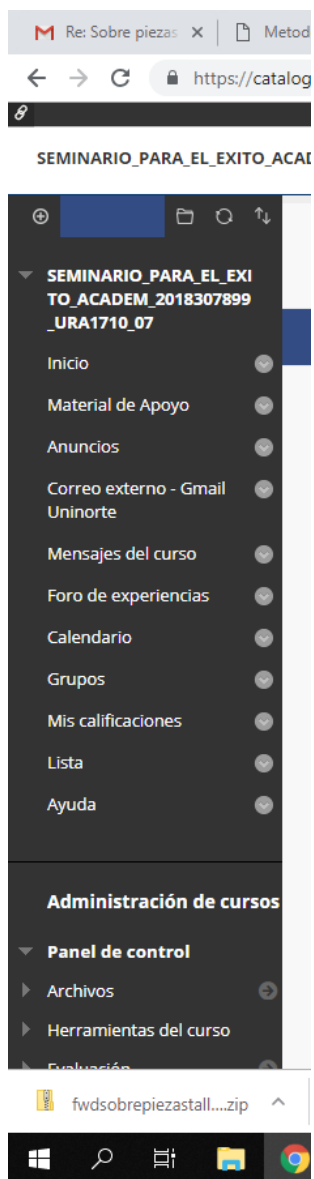 Re: Sobre piezas
Metod
https://catalog
SEMINARIO_PARA_EL_EXITO_ACAD
SEMINARIO_PARA_EL_EXI
TO_ACADEM_2018307899
_URA1710_07
Inicio
Material de Apoyo
Anuncios
Correo externo - Gmail
Uninorte
Mensajes del curso
Foro de experiencias
Calendario
Grupos
Mis calificaciones
Lista
Ayuda
Administración de cursos
Panel de control
Archivos
Herramientas del curso
Evaluación
fwdsobrepiezastall....zip